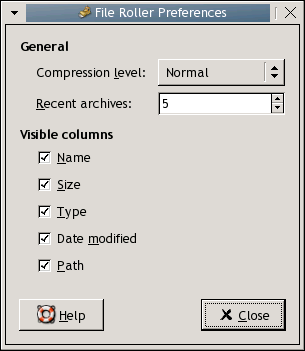 File Roller Preferences
General
Compression level: Normal
Recent archives: 5
Visible columns
Name
Size
Type
Date modified
Path
Help Close